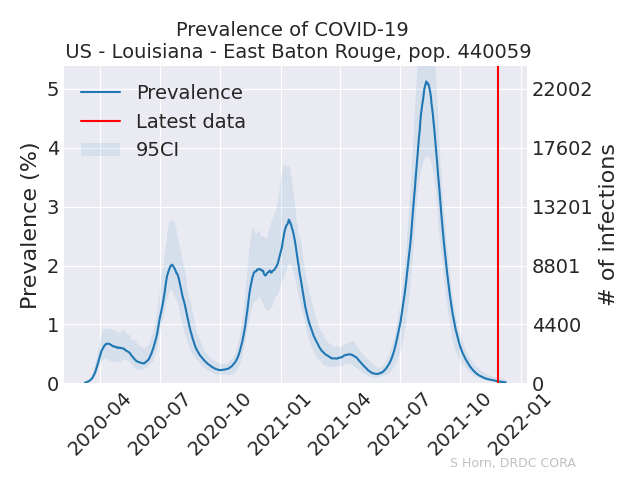 Prevalence of COVID-19
US - Louisiana - East Baton Rouge, pop. 440059
Prevalence
Latest data
95CI
Prevalence (%)
5
4
3
2
1
0
# of infections
22002
17602
13201
8801
4400
0
2020-04
2020-07
2020-10
2021-01
2021-04
2021-07
2021-10
2022-01
S Horn, DRDC CORA